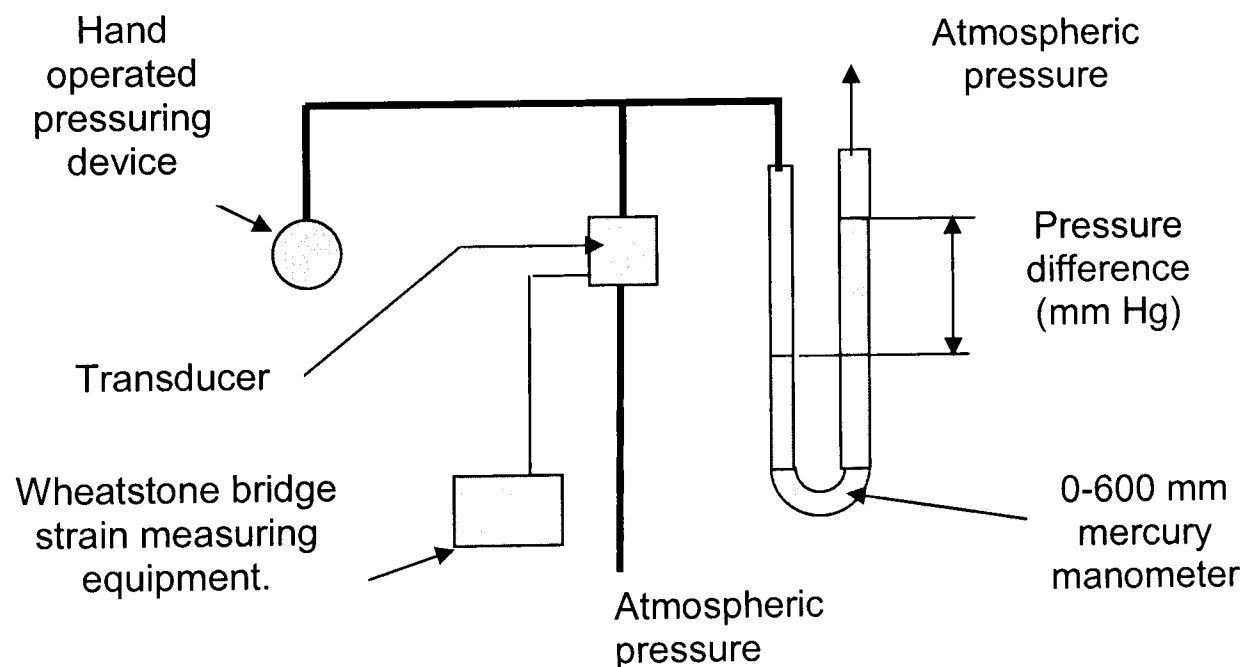 Hand
operated
pressuring
device
Atmospheric
pressure
Pressure
difference
(mm Hg)
Transducer
Wheatstone bridge
strain measuring
equipment.
0-600 mm
mercury
manometer
Atmospheric
pressure